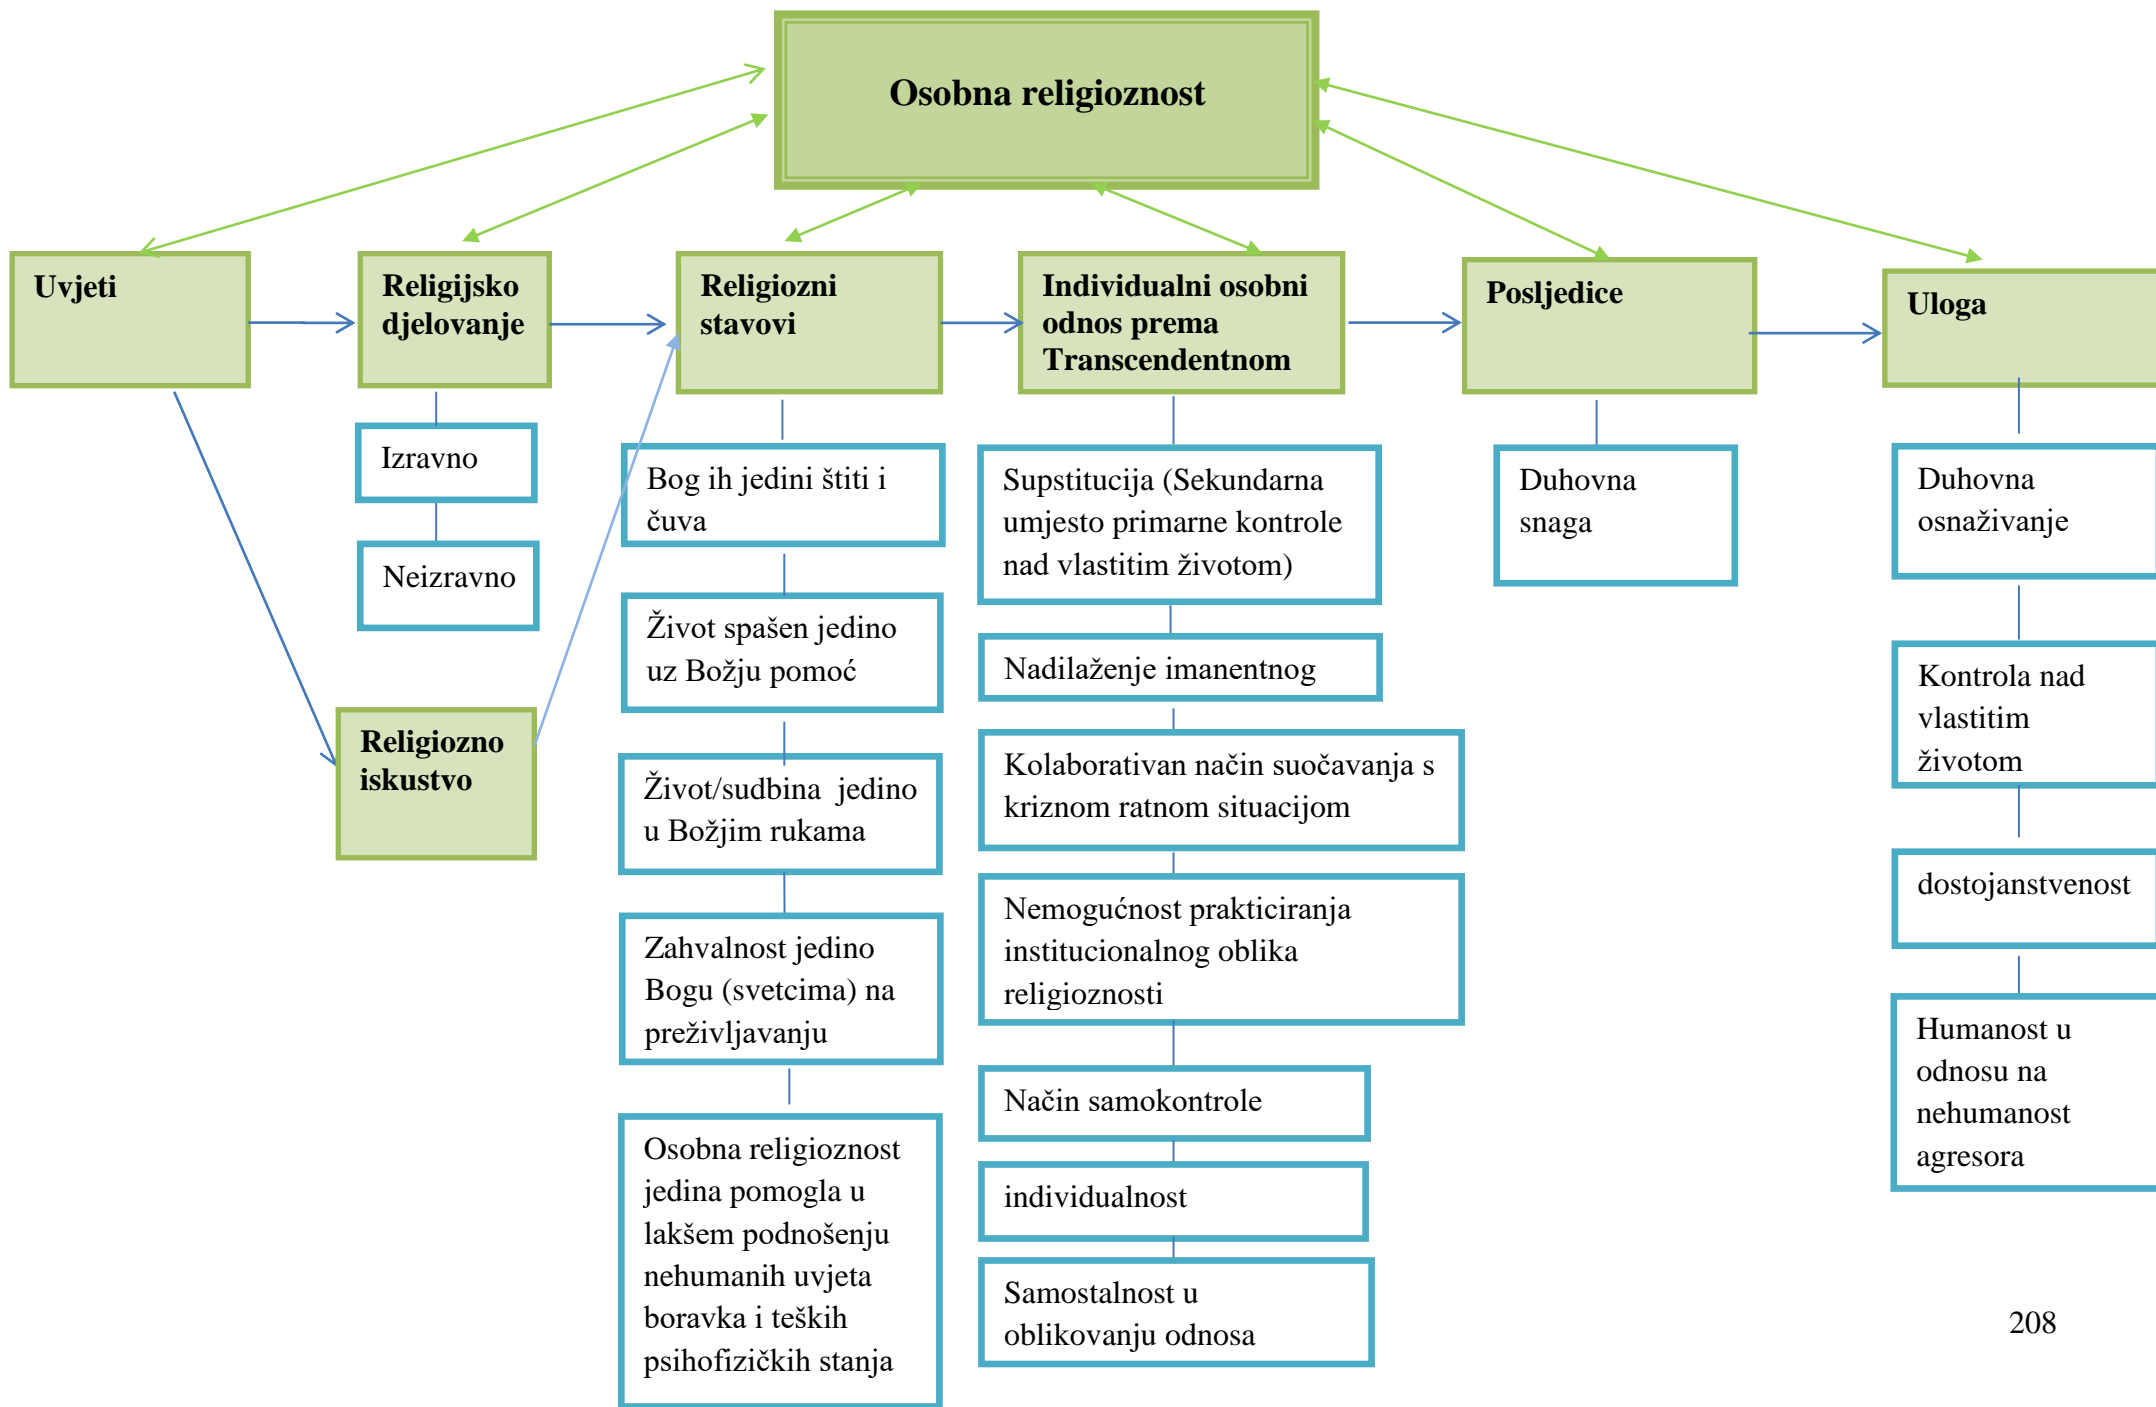 Osobna religioznost
Uvjeti
Religijsko
djelovanje
Religiozni
stavovi
Individualni osobni
odnos prema
Transcendentnom
Posljedice
Uloga
Izravno
Neizravno
Religiozno
iskustvo
Bog ih jedini štiti i
čuva
Život spašen jedino
uz Božju pomoć
Život/sudbina  jedino
u Božjim rukama
Zahvalnost jedino
Bogu (svetcima) na
preživljavanju
Osobna religioznost
jedina pomogla u
lakšem podnošenju
nehumanih uvjeta
boravka i teških
psihofizičkih stanja
Supstitucija (Sekundarna
umjesto primarne kontrole
nad vlastitim životom)
Nadilaženje imanentnog
Kolaborativan način suočavanja s
kriznom ratnom situacijom
Nemogućnost prakticiranja
institucionalnog oblika
religioznosti
Način samokontrole
individualnost
Samostalnost u
oblikovanju odnosa
Duhovna
snaga
Duhovna
osnaživanje
Kontrola nad
vlastitim
životom
dostojanstvenost
Humanost u
odnosu na
nehumanost
agresora
208